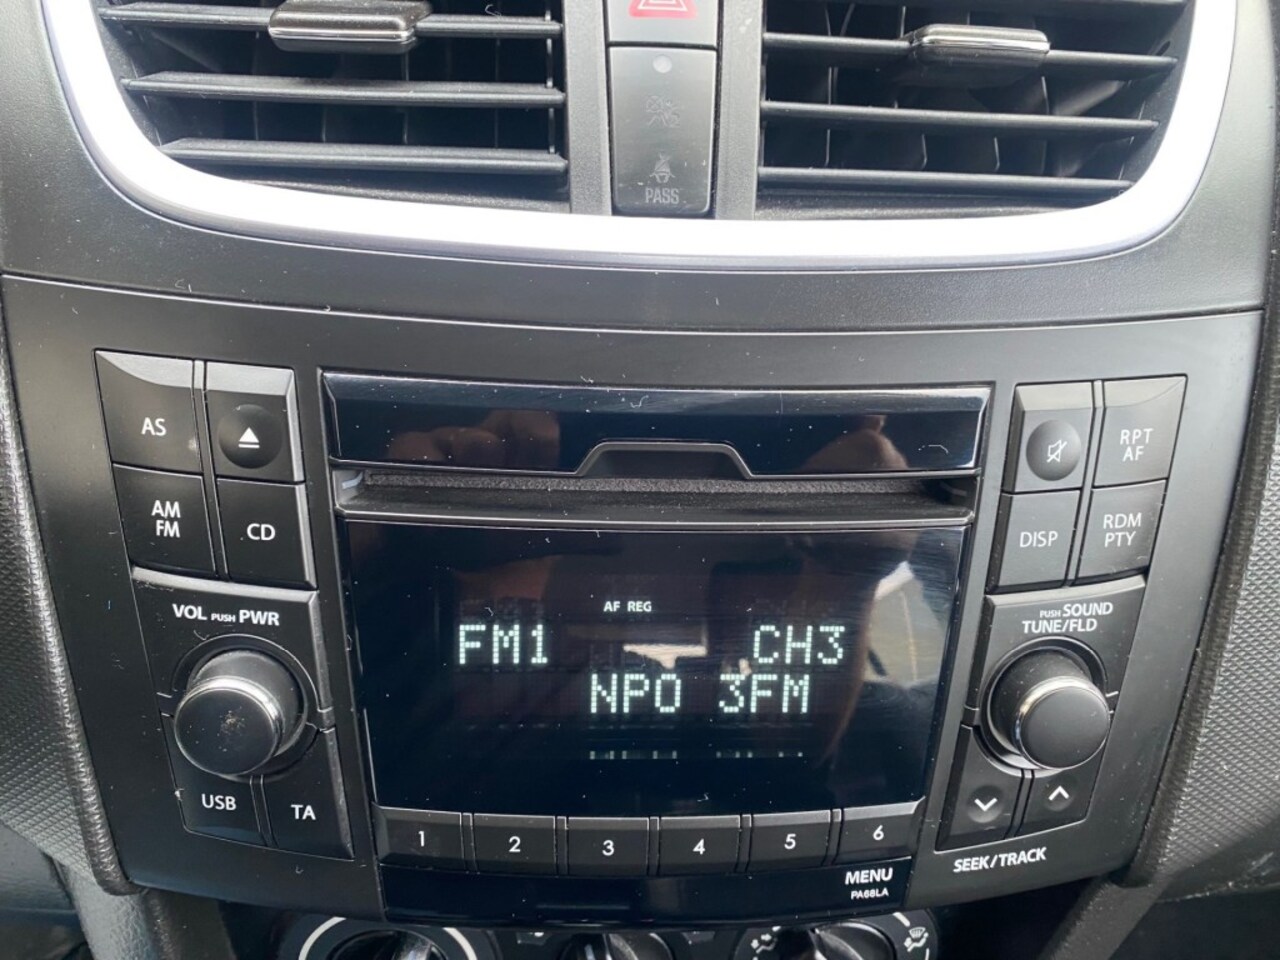 PASS
AS
AM
FM
CD
VOL PUSH PWR
USB
TA
AF REG
FM1 CH3
NPO 3FM
1 2 3 4 5 6
MENU
PA68LA
RPT
AF
DISP
RDM
PTY
PUSH SOUND
TUNE/FLD
SEEK/TRACK